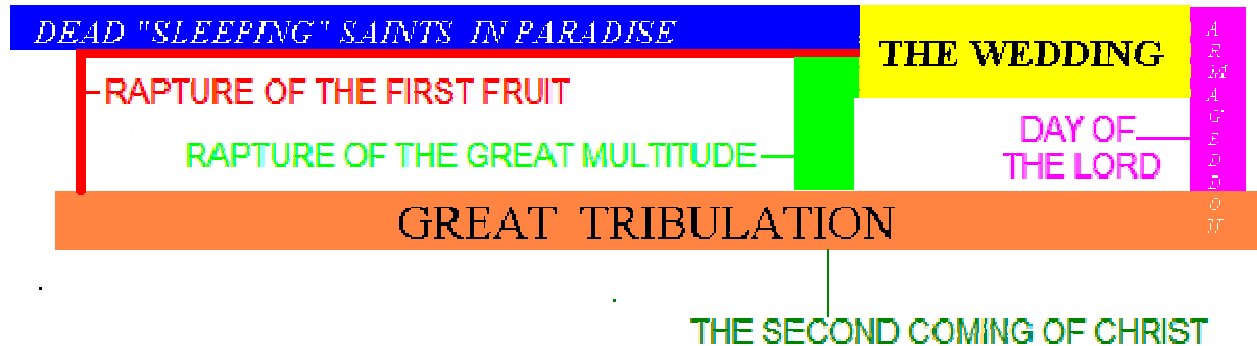 DEAD "SLEEPING" SAINTS IN PARADISE
THE WEDDING
ARMAGEDDON
RAPTURE OF THE FIRST FRUIT
RAPTURE OF THE GREAT MULTITUDE
DAY OF
THE LORD
GREAT TRIBULATION
THE SECOND COMING OF CHRIST